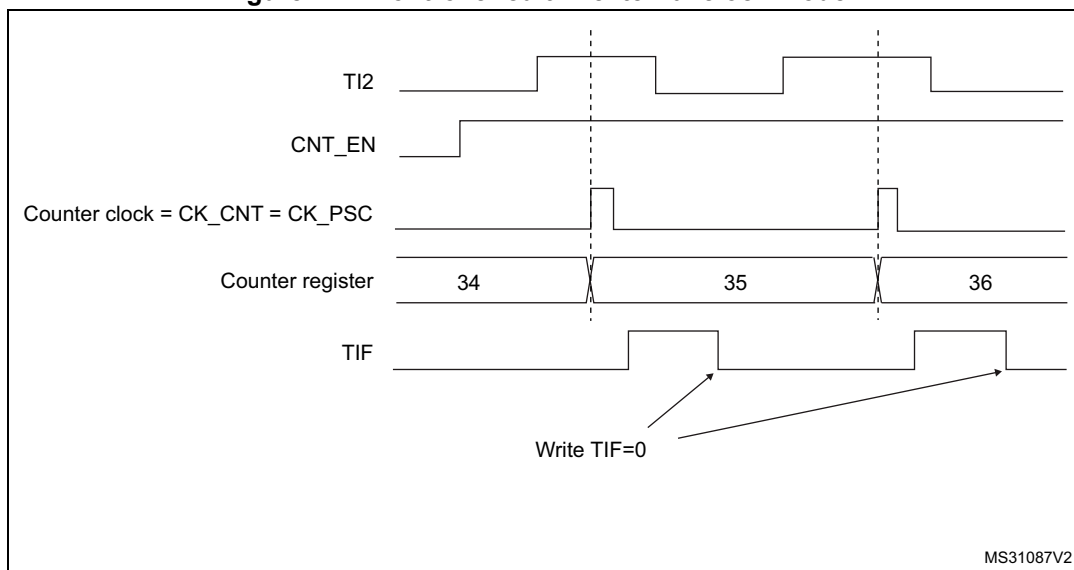 TI2
CNT_EN
Counter clock = CK_CNT = CK_PSC
Counter register 34 35 36
TIF
Write TIF=0
MS31087V2